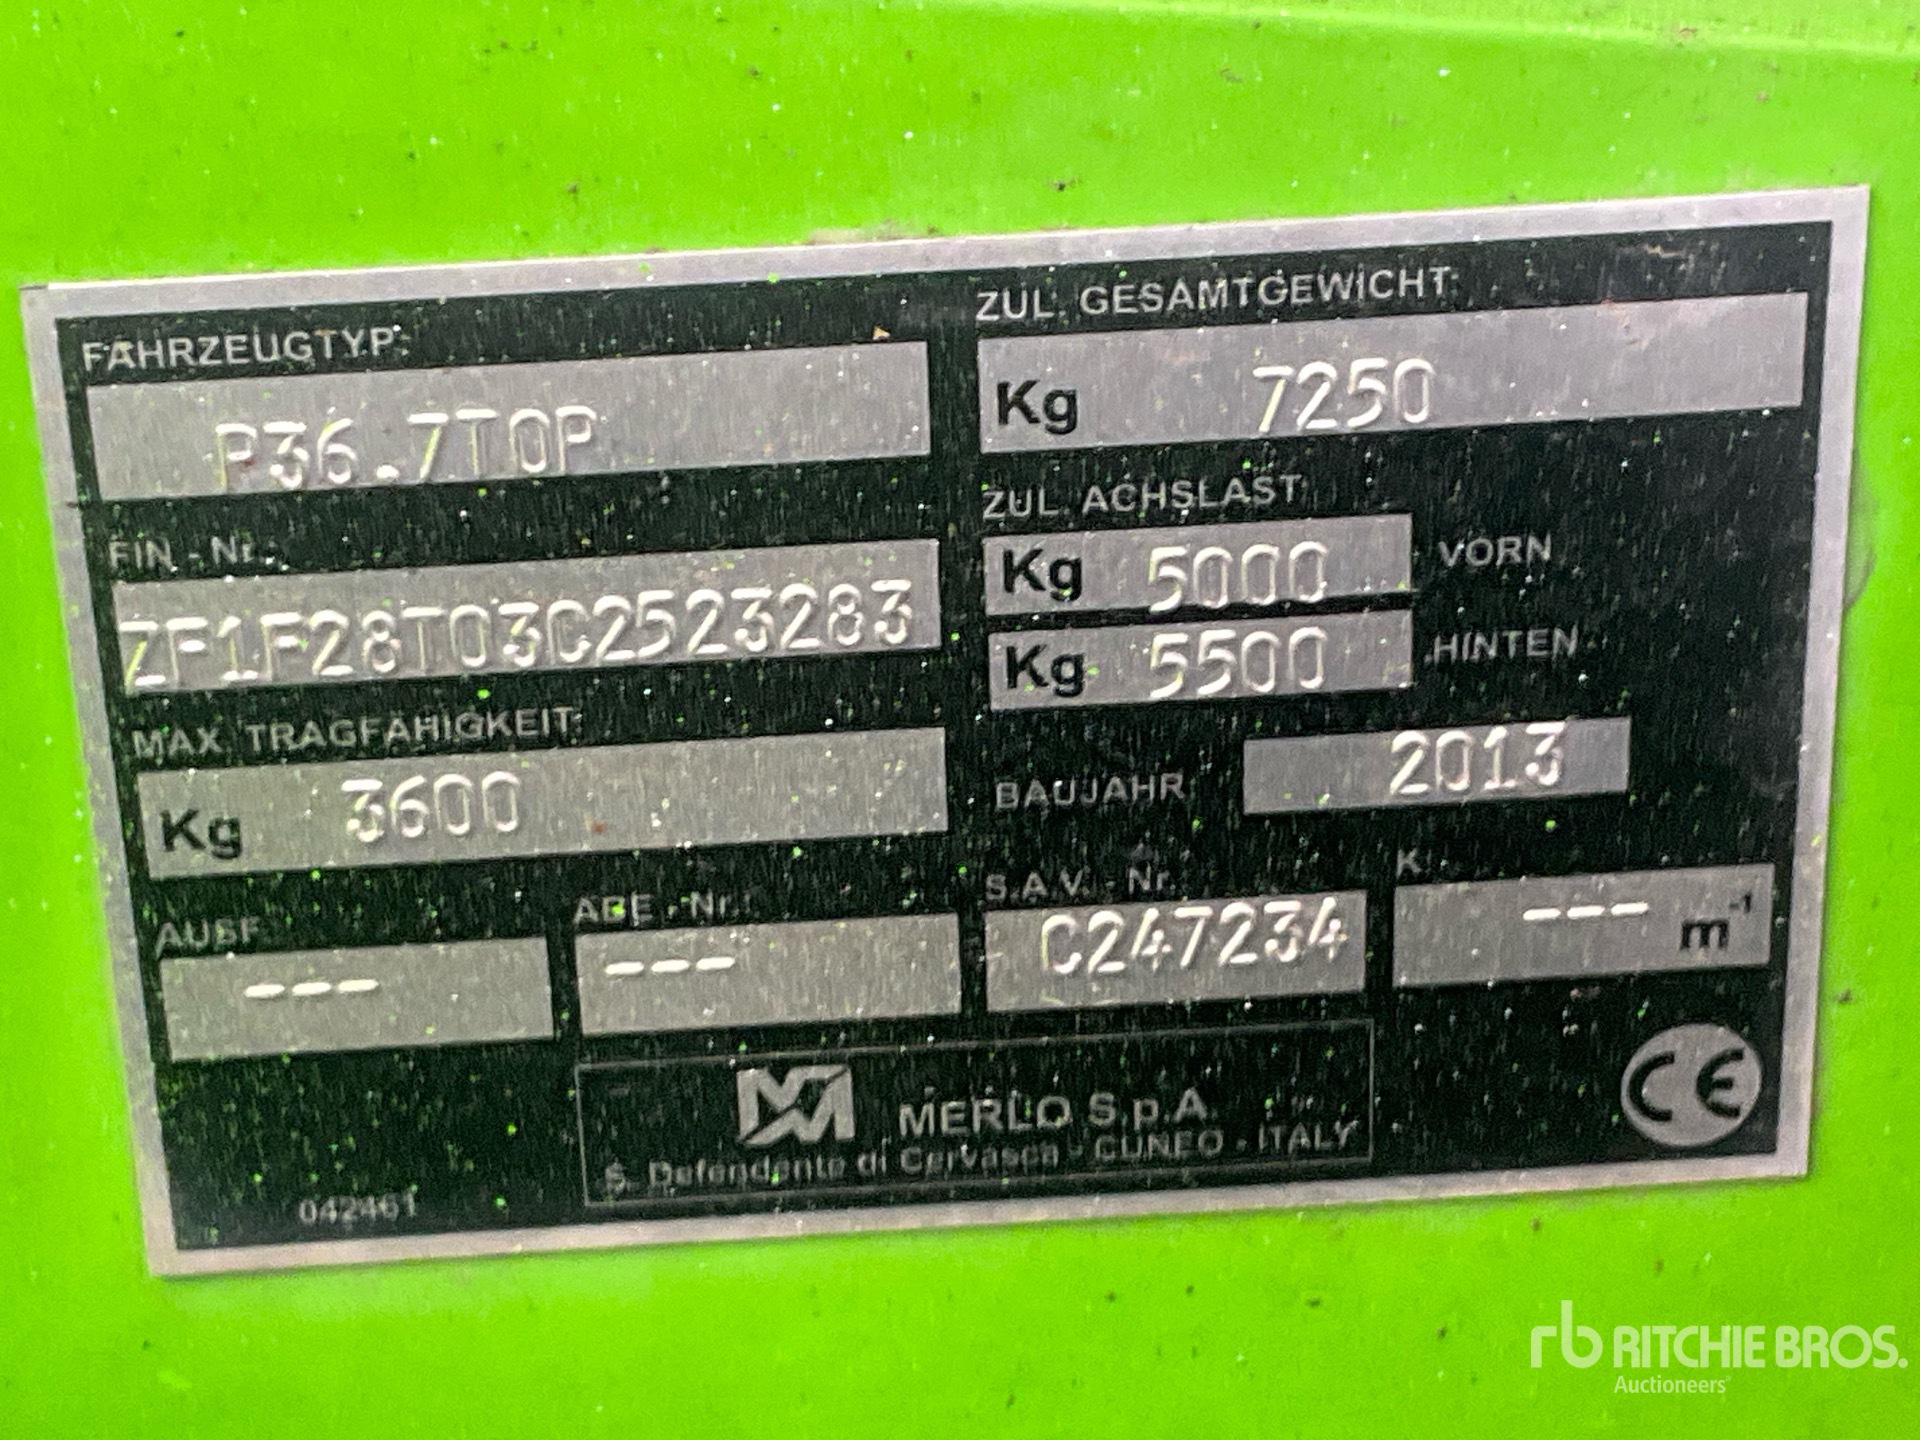 FAHRZEUGTYP:
P36.7TOP
FIN - Nr.:
ZF1F28T03C2523283
MAX. TRAGFAHIGKEIT:
Kg 3600
AUSF.
---
ABE - Nr.:
---
ZUL. GESAMTGEWICHT:
Kg 7250
ZUL. ACHSLAST:
Kg 5000 VORN
Kg 5500 HINTEN
BAUJAHR 2013
S.A.V. - Nr.
C247234
K
--- m-1
MERLO S.p.A.
S. Defendente di Cervasca - CUNEO - ITALY
CE
042461
rb RITCHIE BROS.
Auctioneers